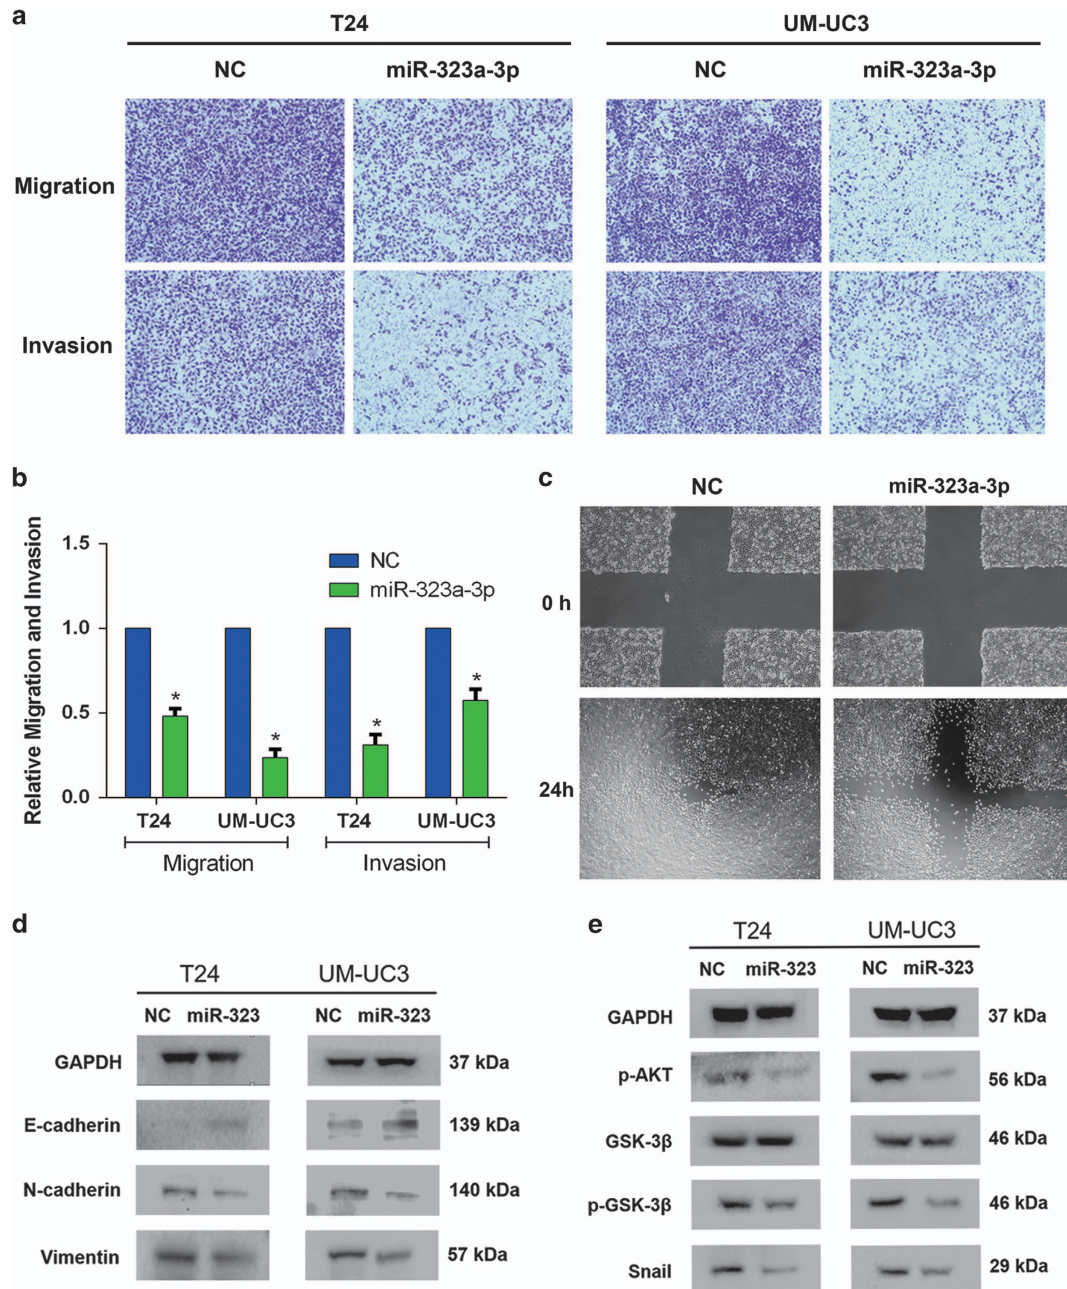 a
T24
UM-UC3
NC
miR-323a-3p
NC
miR-323a-3p
Migration
Invasion
b
Relative Migration and Invasion
1.5
1.0
0.5
0.0
NC
miR-323a-3p
*
*
*
*
T24
UM-UC3
T24
UM-UC3
Migration
Invasion
c
NC
miR-323a-3p
0 h
24h
d
T24
UM-UC3
NC miR-323
NC miR-323
GAPDH
37 kDa
E-cadherin
139 kDa
N-cadherin
140 kDa
Vimentin
57 kDa
e
T24
UM-UC3
NC miR-323
NC miR-323
GAPDH
37 kDa
p-AKT
56 kDa
GSK-3β
46 kDa
p-GSK-3β
46 kDa
Snail
29 kDa